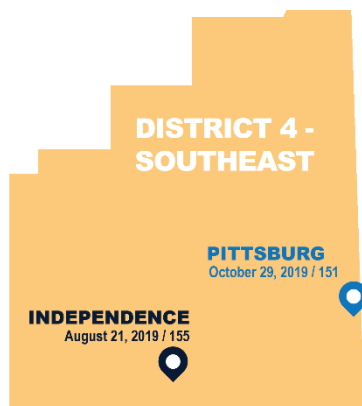 DISTRICT 4 -
SOUTHEAST
PITTSBURG
October 29, 2019 / 151
INDEPENDENCE
August 21, 2019 / 155